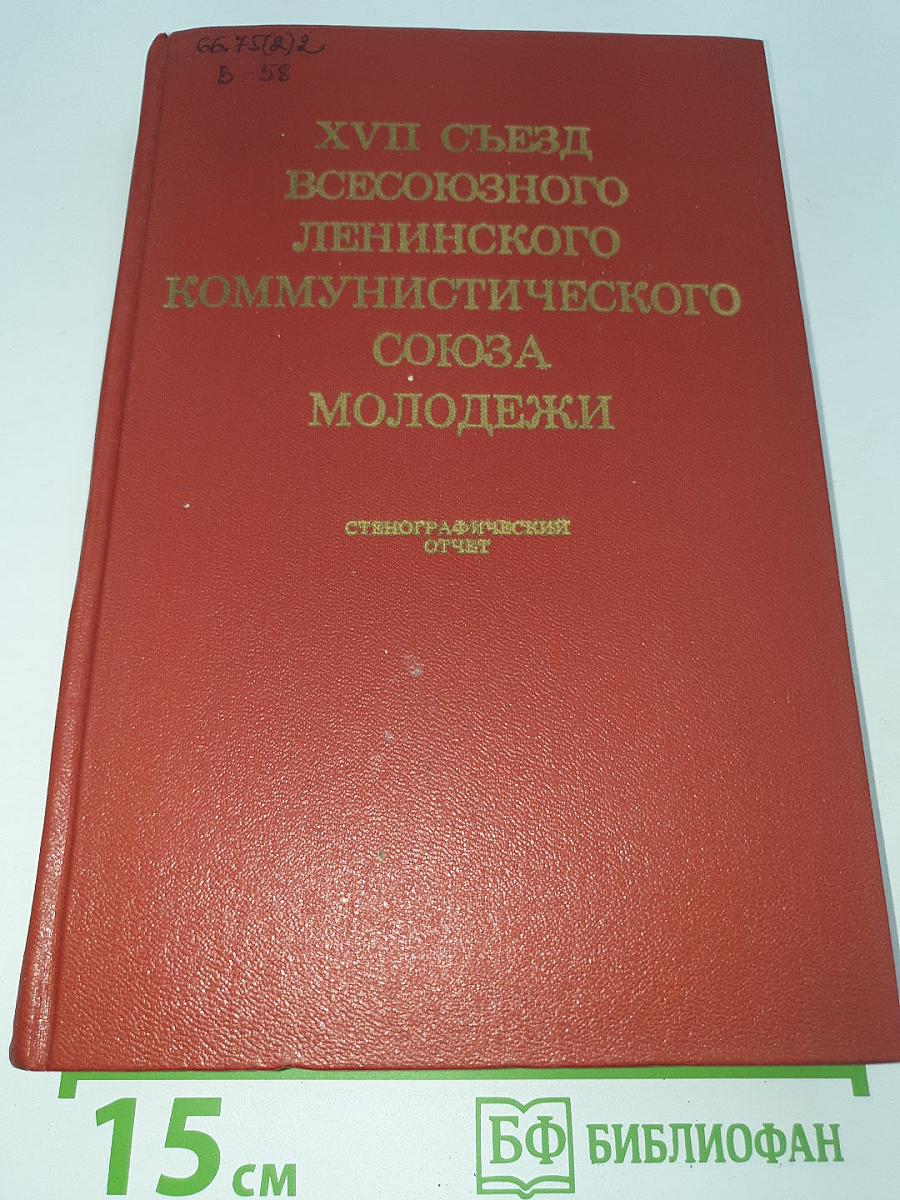 66.75(2)2
В 58
XVII СЪЕЗД
ВСЕСОЮЗНОГО
ЛЕНИНСКОГО
КОММУНИСТИЧЕСКОГО
СОЮЗА
МОЛОДЕЖИ
СТЕНОГРАФИЧЕСКИЙ
ОТЧЕТ
15 СМ
БФ БИБЛИОФАН